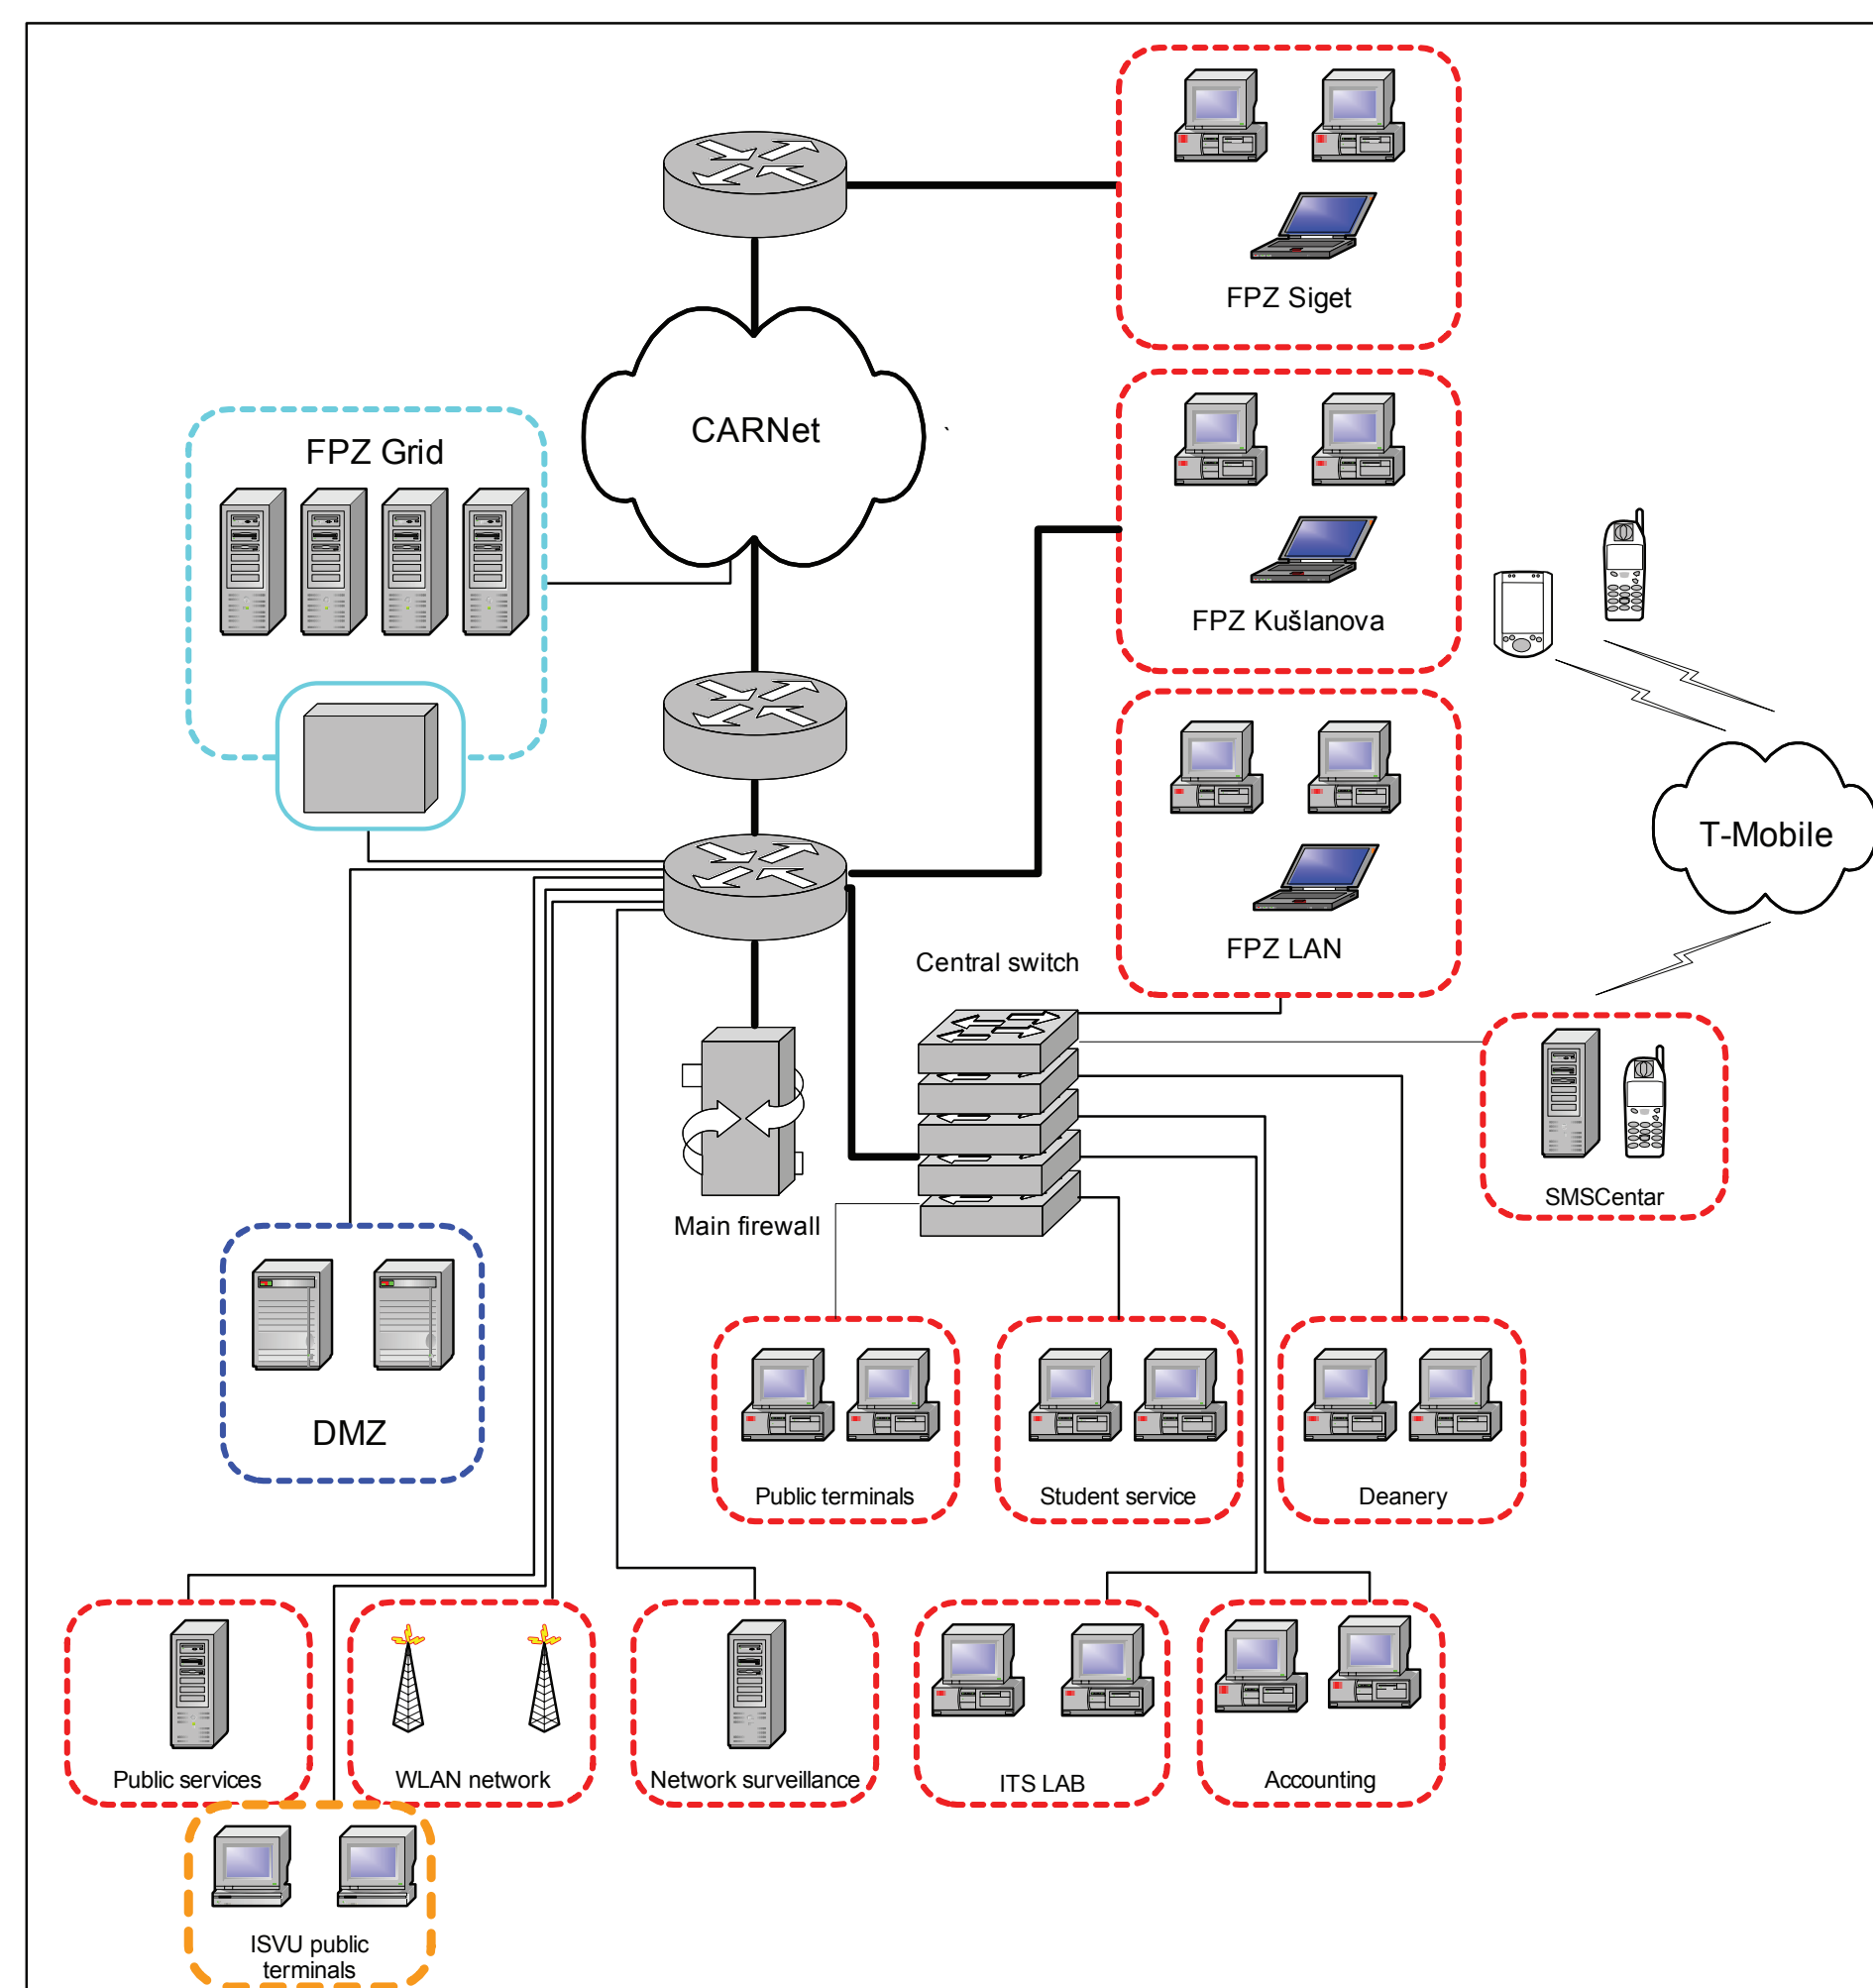 FPZ Siget
CARNet
`
FPZ Grid
FPZ Kušlanova
T-Mobile
FPZ LAN
Central switch
SMSCentar
Main firewall
DMZ
Public terminals
Student service
Deanery
Public services
WLAN network
Network surveillance
ITS LAB
Accounting
ISVU public
terminals